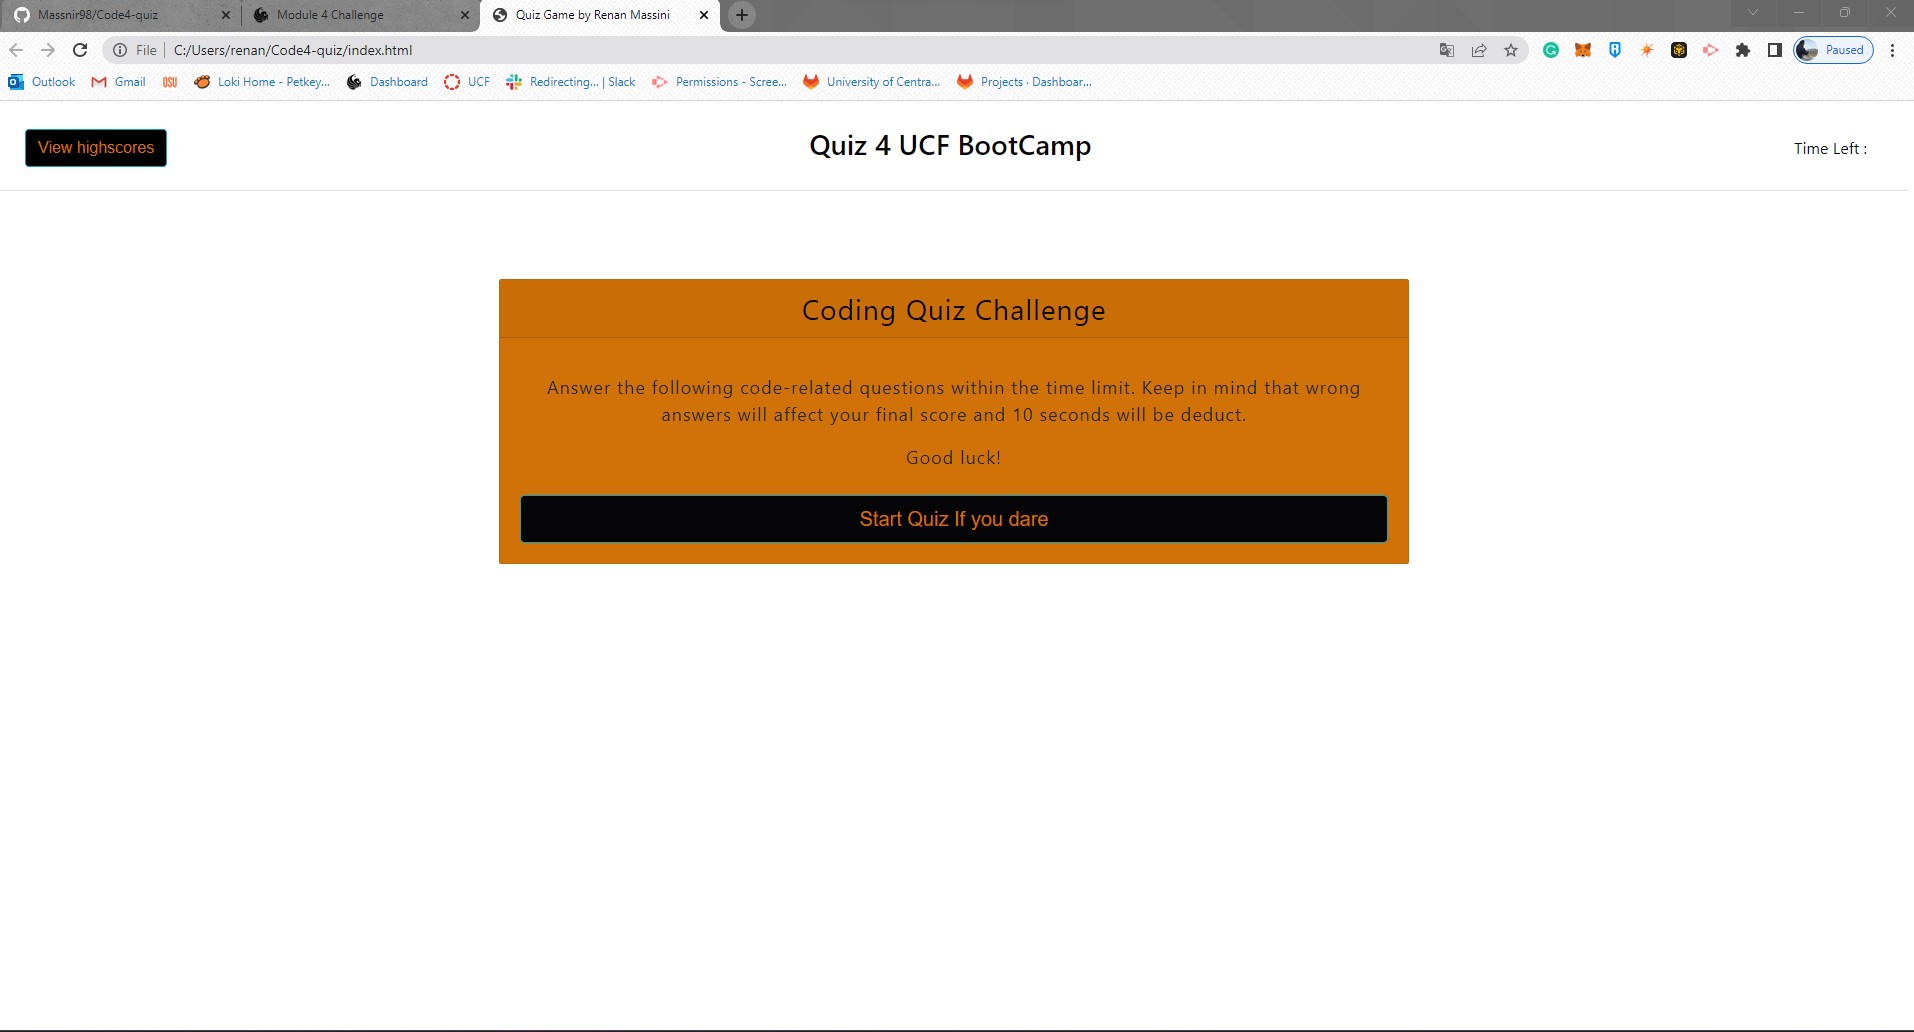 Massnir98/Code4-quiz
Module 4 Challenge
Quiz Game by Renan Massini
File
C:/Users/renan/Code4-quiz/index.html
Paused
Outlook
Gmail
OSU
Loki Home - Petkey...
Dashboard
UCF
Redirecting... | Slack
Permissions - Scree...
University of Centra...
Projects · Dashboar...
View highscores
Quiz 4 UCF BootCamp
Time Left :
Coding Quiz Challenge
Answer the following code-related questions within the time limit. Keep in mind that wrong
answers will affect your final score and 10 seconds will be deduct.
Good luck!
Start Quiz If you dare